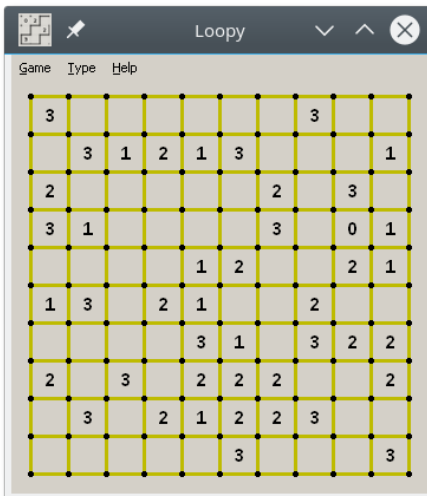 Loopy
Game Type Help
3 3
3 1 2 1 3 1
2 2 3
3 1 3 0 1
1 2 2 1
1 3 2 1 2
3 1 3 2 2
2 3 2 2 2 2
3 2 1 2 2 3
3 3